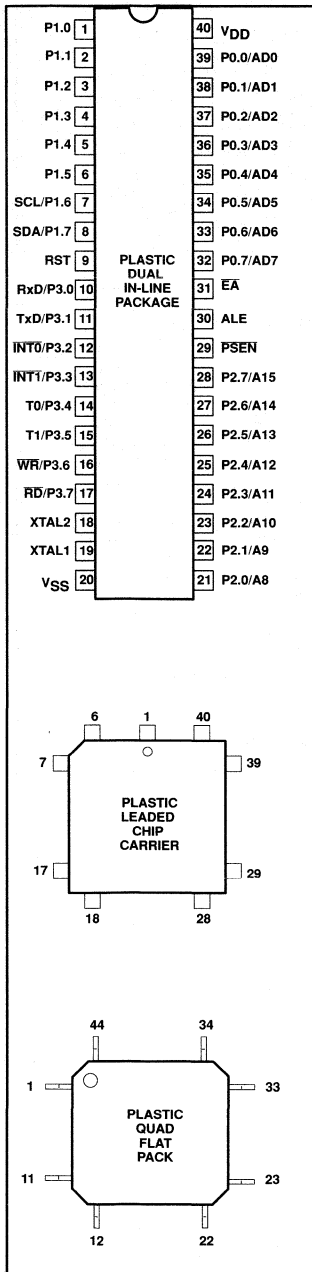 P1.0 1 40 VDD
P1.1 2 39 P0.0/AD0
P1.2 3 38 P0.1/AD1
P1.3 4 37 P0.2/AD2
P1.4 5 36 P0.3/AD3
P1.5 6 35 P0.4/AD4
SCL/P1.6 7 34 P0.5/AD5
SDA/P1.7 8 33 P0.6/AD6
RST 9 32 P0.7/AD7
RxD/P3.0 10 31 E̅A̅
TxD/P3.1 11 30 ALE
I̅N̅T̅0̅/P3.2 12 29 P̅S̅E̅N̅
I̅N̅T̅1̅/P3.3 13 28 P2.7/A15
T0/P3.4 14 27 P2.6/A14
T1/P3.5 15 26 P2.5/A13
W̅R̅/P3.6 16 25 P2.4/A12
R̅D̅/P3.7 17 24 P2.3/A11
XTAL2 18 23 P2.2/A10
XTAL1 19 22 P2.1/A9
VSS 20 21 P2.0/A8
PLASTIC
DUAL
IN-LINE
PACKAGE
6 1 40
7 39
PLASTIC
LEADED
CHIP
CARRIER
17 29
18 28
44 34
1 33
PLASTIC
QUAD
FLAT
PACK
11 23
12 22